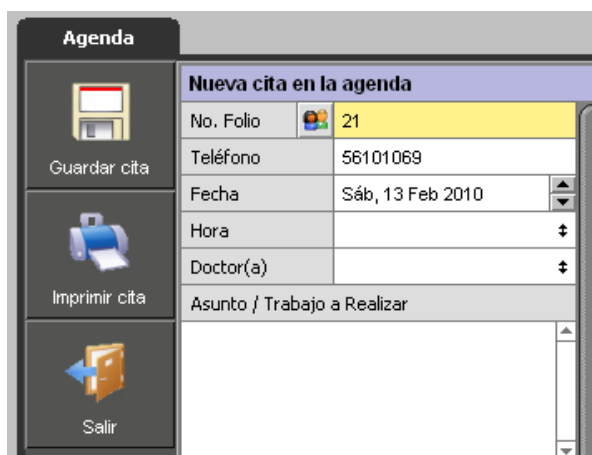 Agenda
Guardar cita
Imprimir cita
Salir
Nueva cita en la agenda
No. Folio 21
Teléfono 56101069
Fecha Sáb, 13 Feb 2010
Hora
Doctor(a)
Asunto / Trabajo a Realizar